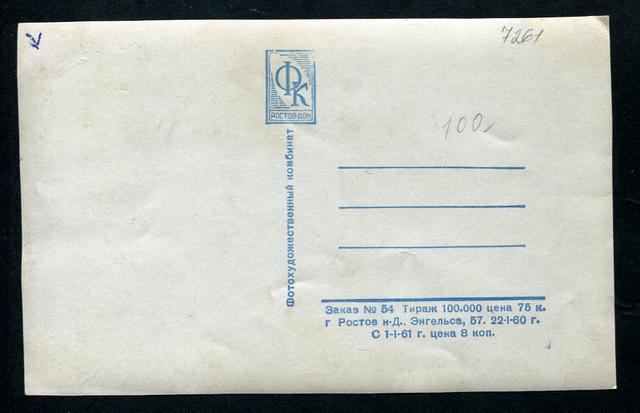 7261
ФК
РОСТОВ-ДОН
100
Фотохудожественный комбинат
Заказ № 54 Тираж 100.000 цена 75 к.
г Ростов н-Д., Энгельса, 57. 22-I-60 г.
С 1-I-61 г. цена 8 коп.